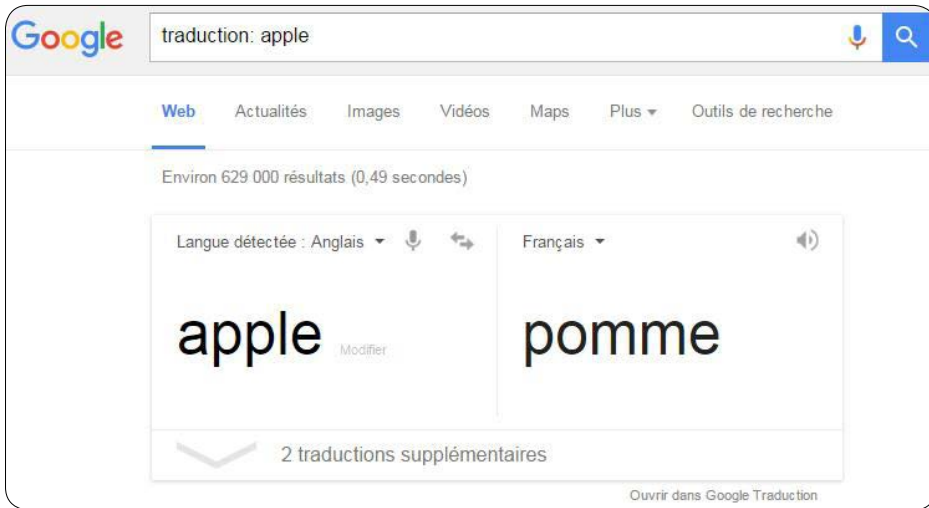 Google traduction: apple
Web Actualités Images Vidéos Maps Plus Outils de recherche
Environ 629 000 résultats (0,49 secondes)
Langue détectée : Anglais Français
apple Modifier pomme
2 traductions supplémentaires
Ouvrir dans Google Traduction